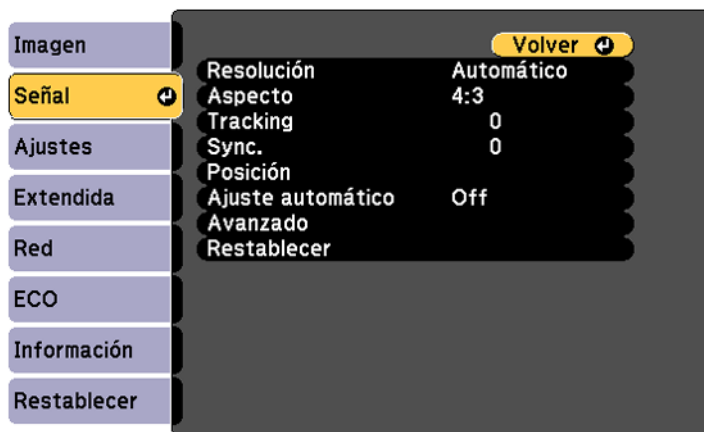 Imagen
Señal
Ajustes
Extendida
Red
ECO
Información
Restablecer
Volver
Resolución Automático
Aspecto 4:3
Tracking 0
Sync. 0
Posición
Ajuste automático Off
Avanzado
Restablecer